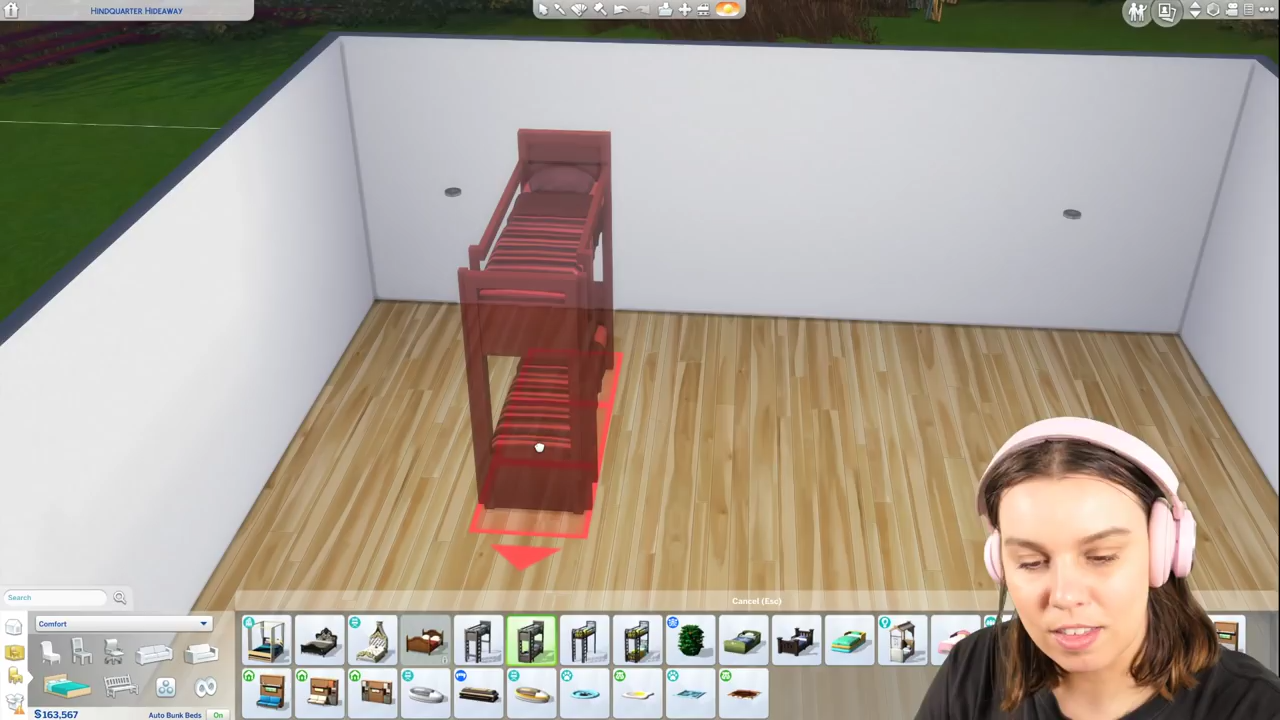 HINDQUARTER HIDEAWAY
Cancel (Esc)
Search
Comfort
$163,567
Auto Bunk Beds
On